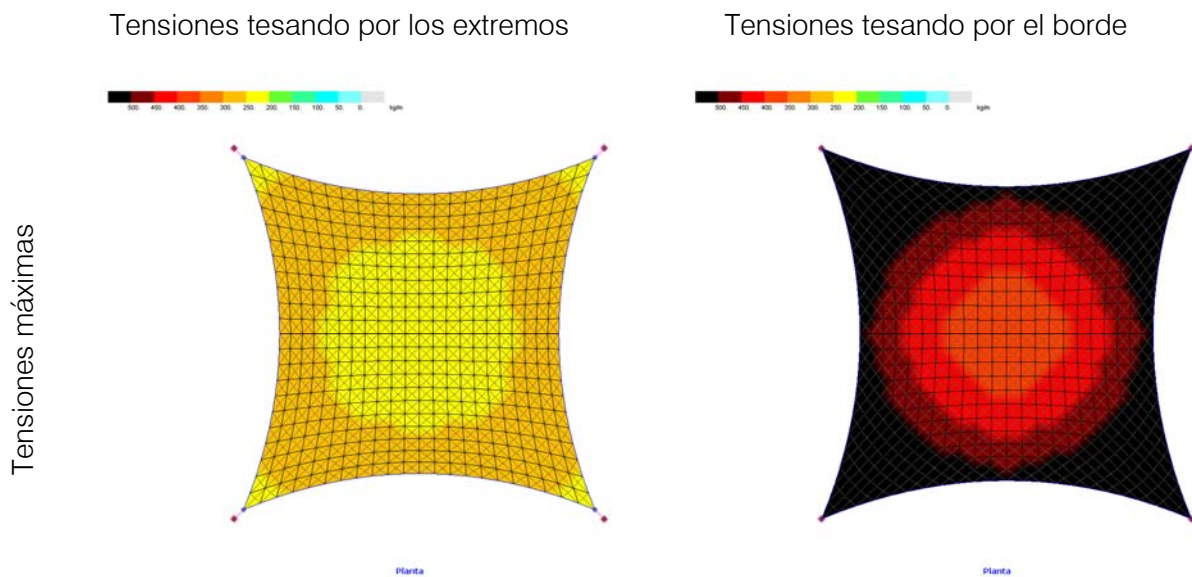 Tensiones tesando por los extremos
Tensiones tesando por el borde
500. 450. 400. 350. 300. 250. 200. 150. 100. 50. 0. kg/m
500. 450. 400. 350. 300. 250. 200. 150. 100. 50. 0. kg/m
Tensiones máximas
Planta
Planta